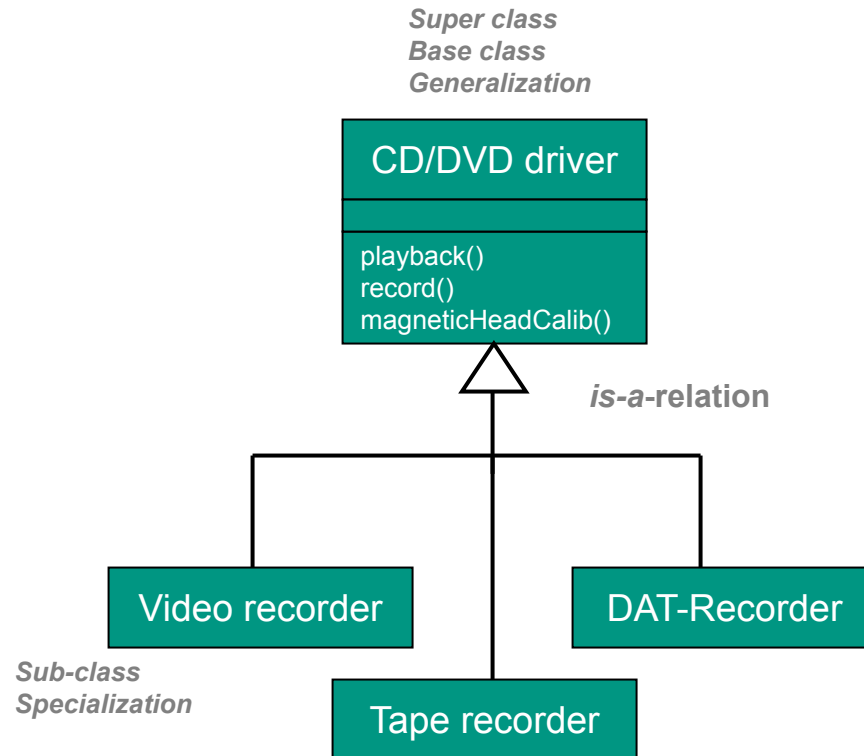 Super class
Base class
Generalization
CD/DVD driver
playback()
record()
magneticHeadCalib()
is-a-relation
Video recorder
DAT-Recorder
Sub-class
Specialization
Tape recorder